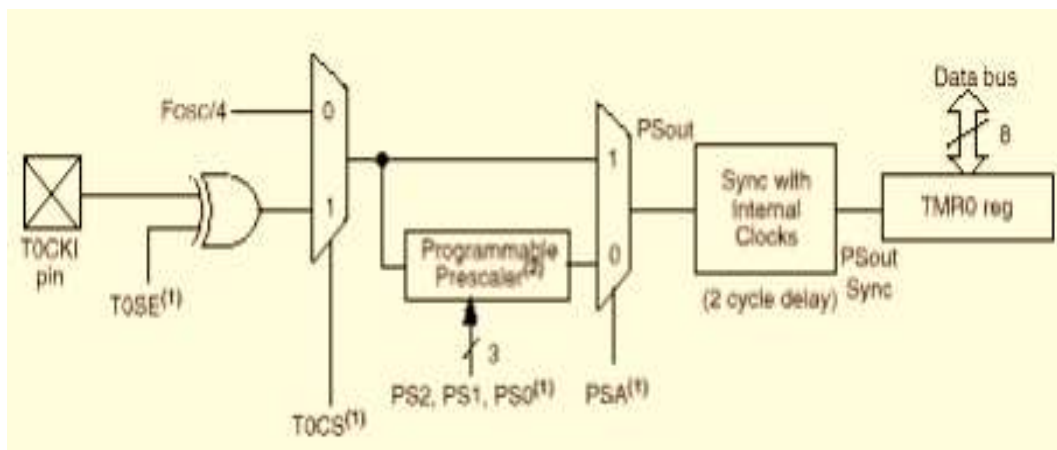 Data bus
8
Fosc/4
0
PSout
1
Sync with
Internal
Clocks
TMR0 reg
1
T0CKI
pin
Programmable
Prescaler(2)
0
PSout
Sync
T0SE(1)
(2 cycle delay)
3
PS2, PS1, PS0(1)
PSA(1)
T0CS(1)